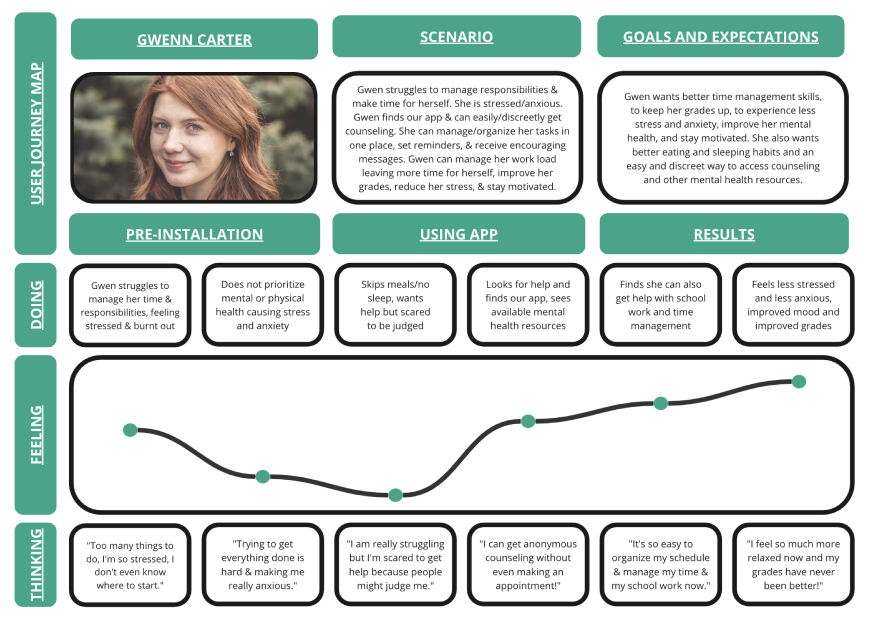 USER JOURNEY MAP
GWENN CARTER
SCENARIO
Gwen struggles to manage responsibilities &
make time for herself. She is stressed/anxious.
Gwen finds our app & can easily/discreetly get
counseling. She can manage/organize her tasks in
one place, set reminders, & receive encouraging
messages. Gwen can manage her work load
leaving more time for herself, improve her
grades, reduce her stress, & stay motivated.
GOALS AND EXPECTATIONS
Gwen wants better time management skills,
to keep her grades up, to experience less
stress and anxiety, improve her mental
health, and stay motivated. She also wants
better eating and sleeping habits and an
easy and discreet way to access counseling
and other mental health resources.
PRE-INSTALLATION
USING APP
RESULTS
DOING
Gwen struggles to
manage her time &
responsibilities, feeling
stressed & burnt out
Does not prioritize
mental or physical
health causing stress
and anxiety
Skips meals/no
sleep, wants
help but scared
to be judged
Looks for help and
finds our app, sees
available mental
health resources
Finds she can also
get help with school
work and time
management
Feels less stressed
and less anxious,
improved mood and
improved grades
FEELING
THINKING
"Too many things to
do, I'm so stressed, I
don't even know
where to start."
"Trying to get
everything done is
hard & making me
really anxious."
"I am really struggling
but I'm scared to get
help because people
might judge me."
"I can get anonymous
counseling without
even making an
appointment!"
"It's so easy to
organize my schedule
& manage my time &
my school work now."
"I feel so much more
relaxed now and my
grades have never
been better!"